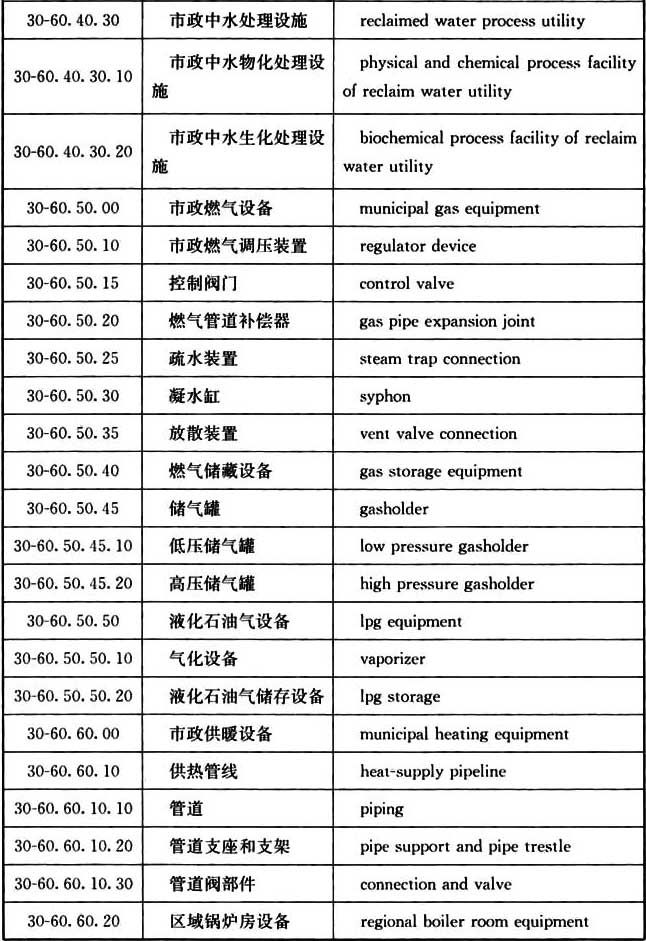 30-60.40.30 市政中水处理设施 reclaimed water process utility
30-60.40.30.10 市政中水物化处理设施 physical and chemical process facility of reclaim water utility
30-60.40.30.20 市政中水生化处理设施 biochemical process facility of reclaim water utility
30-60.50.00 市政燃气设备 municipal gas equipment
30-60.50.10 市政燃气调压装置 regulator device
30-60.50.15 控制阀门 control valve
30-60.50.20 燃气管道补偿器 gas pipe expansion joint
30-60.50.25 疏水装置 steam trap connection
30-60.50.30 凝水缸 syphon
30-60.50.35 放散装置 vent valve connection
30-60.50.40 燃气储藏设备 gas storage equipment
30-60.50.45 储气罐 gasholder
30-60.50.45.10 低压储气罐 low pressure gasholder
30-60.50.45.20 高压储气罐 high pressure gasholder
30-60.50.50 液化石油气设备 lpg equipment
30-60.50.50.10 气化设备 vaporizer
30-60.50.50.20 液化石油气储存设备 lpg storage
30-60.60.00 市政供暖设备 municipal heating equipment
30-60.60.10 供热管线 heat-supply pipeline
30-60.60.10.10 管道 piping
30-60.60.10.20 管道支座和支架 pipe support and pipe trestle
30-60.60.10.30 管道阀部件 connection and valve
30-60.60.20 区域锅炉房设备 regional boiler room equipment